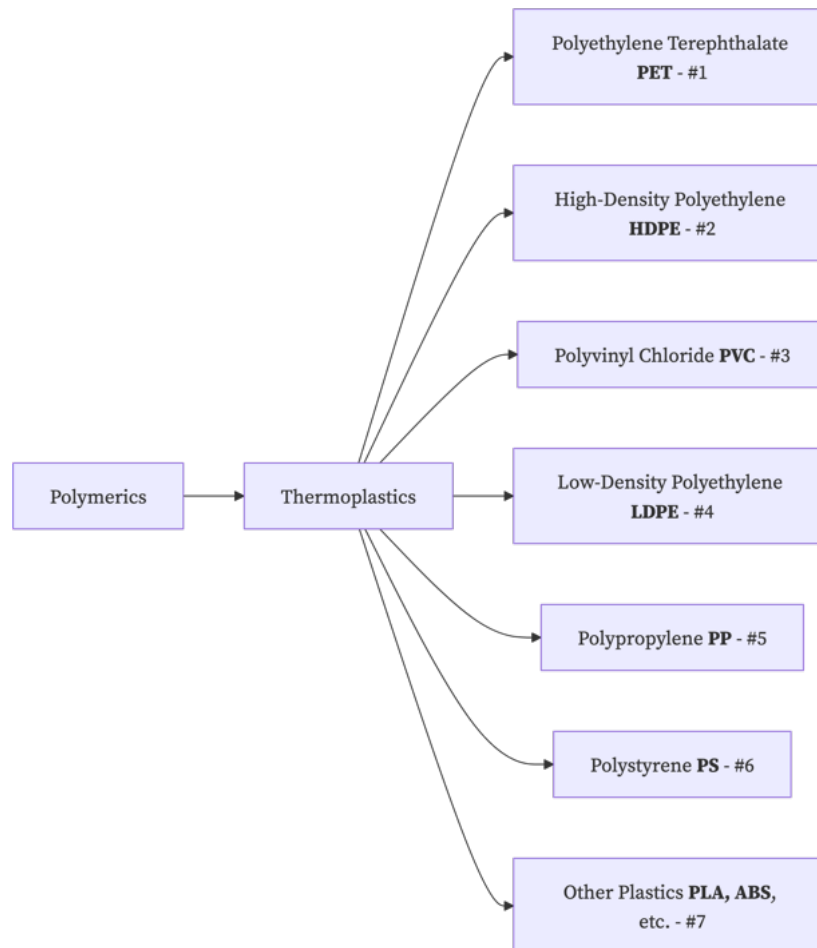 Polyethylene Terephthalate
PET - #1
High-Density Polyethylene
HDPE - #2
Polyvinyl Chloride PVC - #3
Polymerics
Thermoplastics
Low-Density Polyethylene
LDPE - #4
Polypropylene PP - #5
Polystyrene PS - #6
Other Plastics PLA, ABS,
etc. - #7